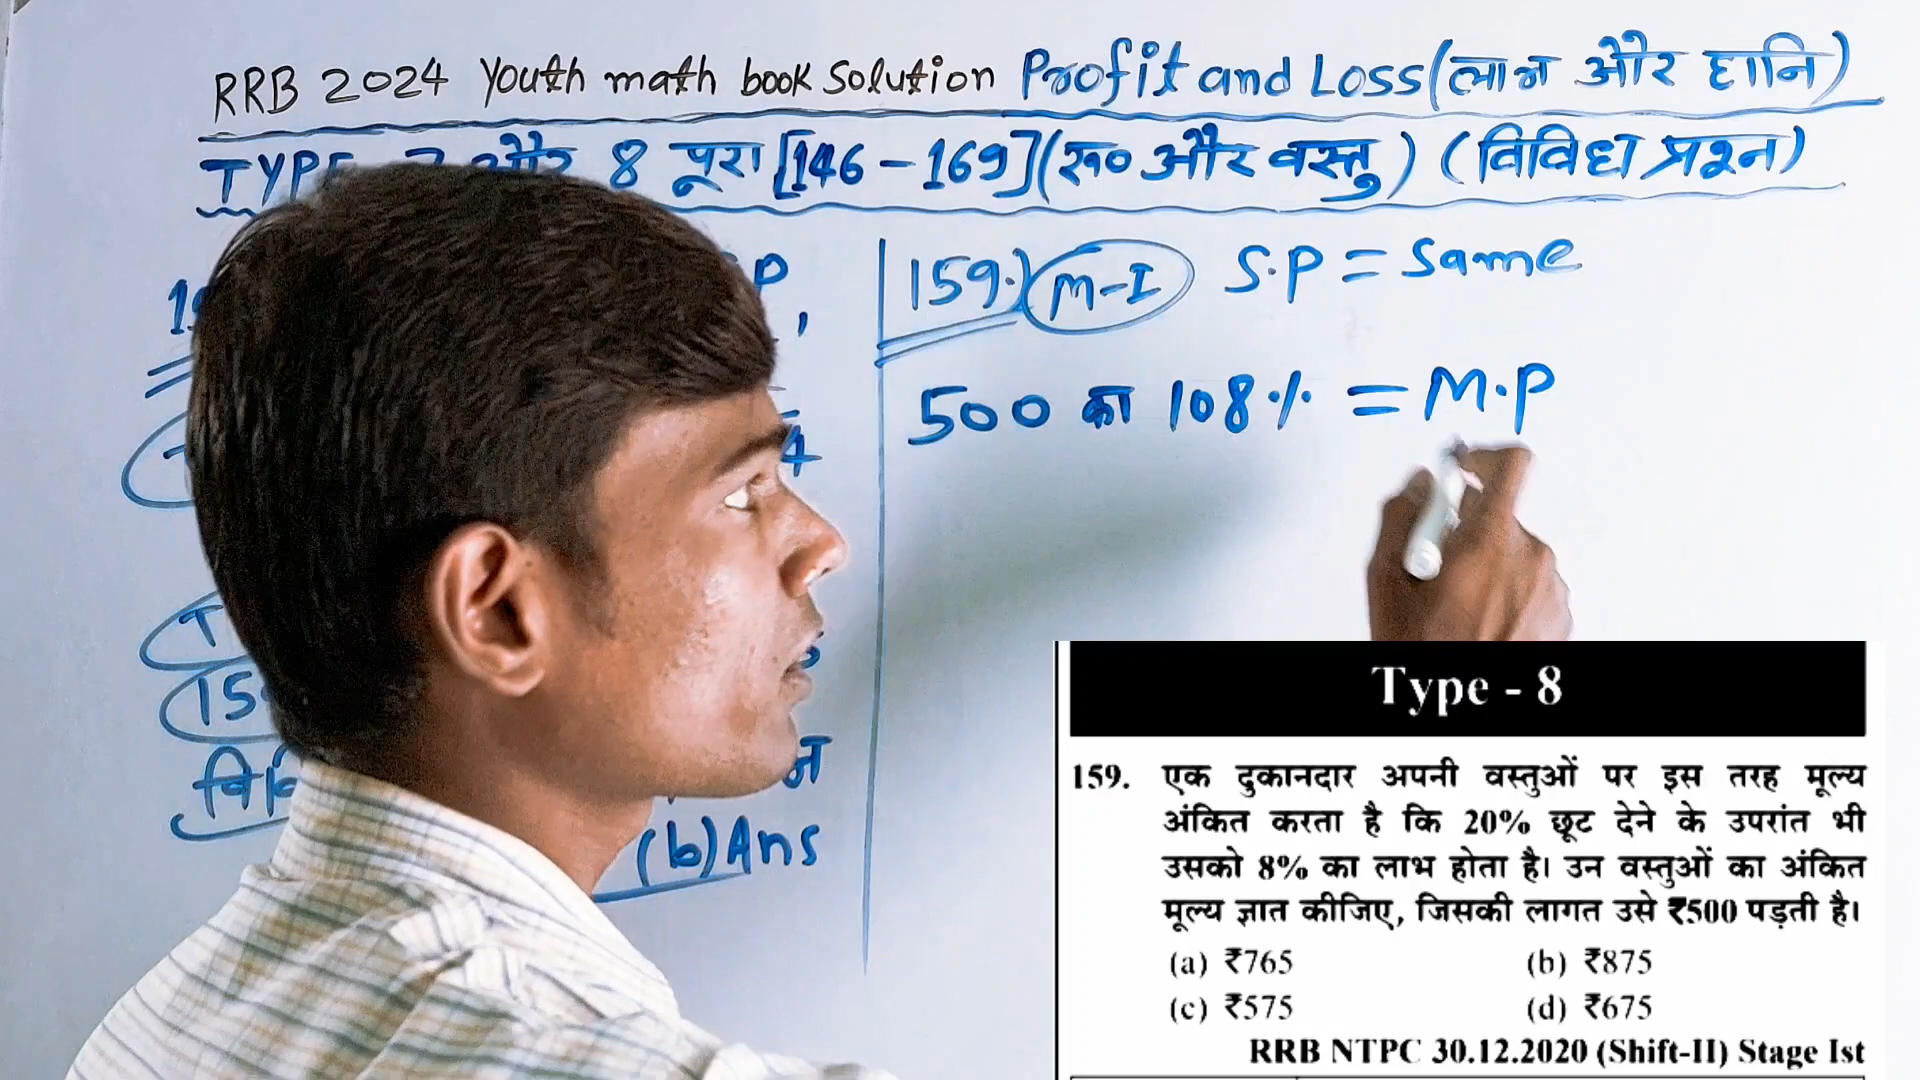 RRB 2024 Youth math book Solution Profit and Loss (लाभ और हानि)
TYPE 7 और 8 पूरा [146-169] (रू० और वस्तु) (विविध प्रश्न)
159.) M-I S.P = Same
500 का 108% = M.P
(b) Ans
Type - 8
159. एक दुकानदार अपनी वस्तुओं पर इस तरह मूल्य
अंकित करता है कि 20% छूट देने के उपरांत भी
उसको 8% का लाभ होता है। उन वस्तुओं का अंकित
मूल्य ज्ञात कीजिए, जिसकी लागत उसे ₹500 पड़ती है।
(a) ₹765 (b) ₹875
(c) ₹575 (d) ₹675
RRB NTPC 30.12.2020 (Shift-II) Stage Ist